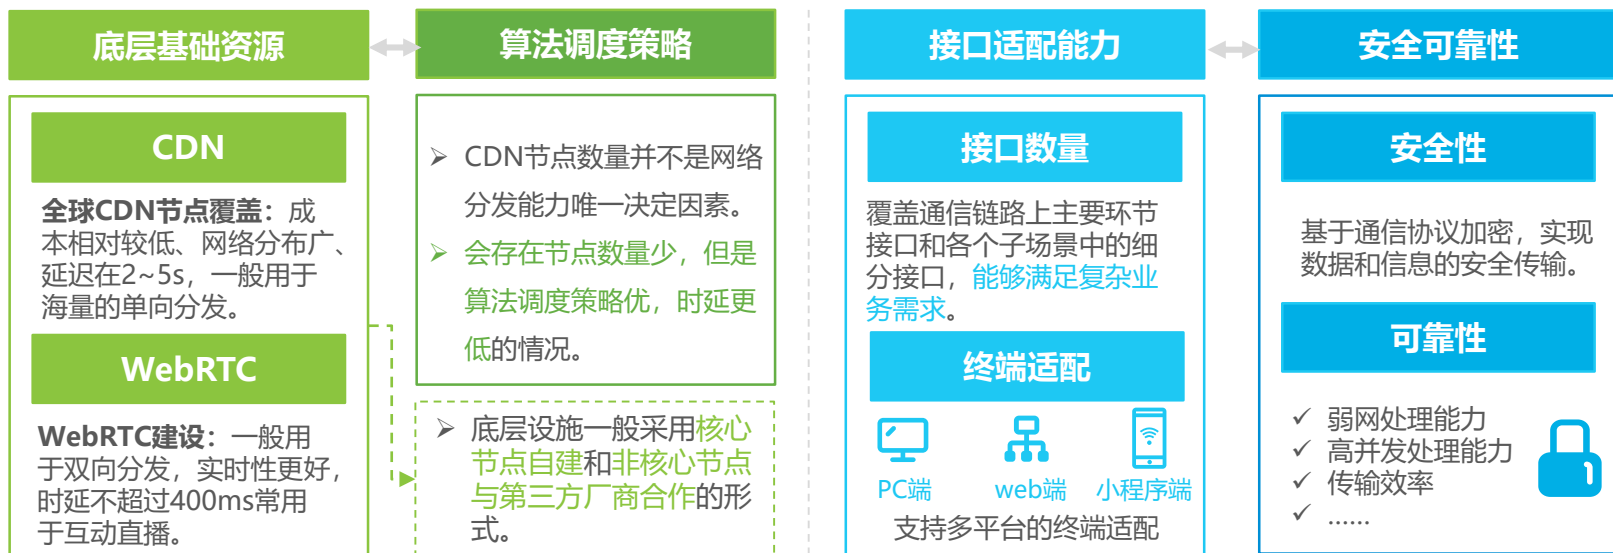 底层基础资源
CDN
全球CDN节点覆盖：成
本相对较低、网络分布广、
延迟在2~5s，一般用于
海量的单向分发。
WebRTC
WebRTC建设：一般用
于双向分发，实时性更好，
时延不超过400ms常用
于互动直播。
算法调度策略
➢ CDN节点数量并不是网络
分发能力唯一决定因素。
➢ 会存在节点数量少，但是
算法调度策略优，时延更
低的情况。
➢ 底层设施一般采用核心
节点自建和非核心节点
与第三方厂商合作的形
式。
接口适配能力
接口数量
覆盖通信链路上主要环节
接口和各个子场景中的细
分接口，能够满足复杂业
务需求。
终端适配
PC端 web端 小程序端
支持多平台的终端适配
安全可靠性
安全性
基于通信协议加密，实现
数据和信息的安全传输。
可靠性
✓ 弱网处理能力
✓ 高并发处理能力
✓ 传输效率
✓ ……